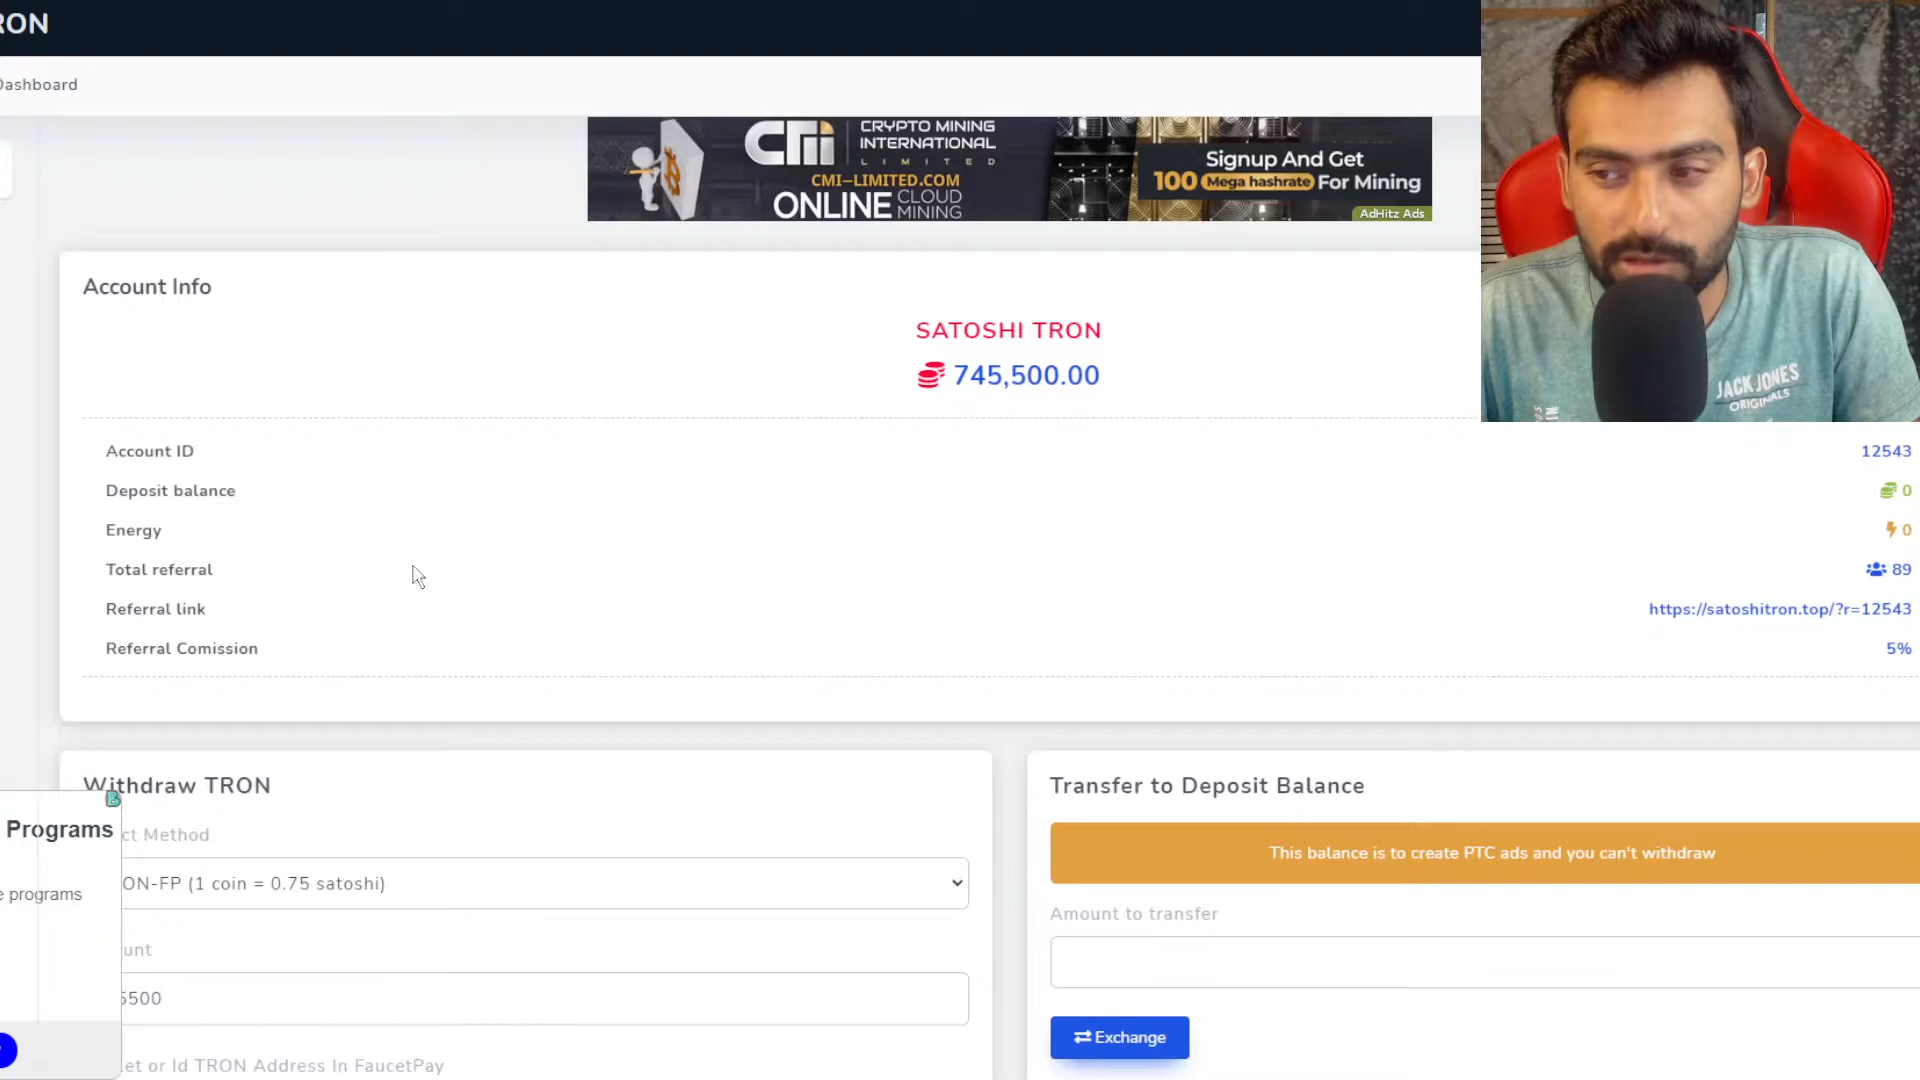 RON
Dashboard
CMi
CRYPTO MINING
INTERNATIONAL
LIMITED
CMI-LIMITED.COM
ONLINE CLOUD MINING
Signup And Get
100 Mega hashrate For Mining
AdHitz Ads
Account Info
SATOSHI TRON
745,500.00
Account ID 12543
Deposit balance 0
Energy 0
Total referral 89
Referral link https://satoshitron.top/?r=12543
Referral Comission 5%
JACK JONES
ORIGINALS
Withdraw TRON
Programs
ct Method
ON-FP (1 coin = 0.75 satoshi)
e programs
unt
5500
let or Id TRON Address In FaucetPay
Transfer to Deposit Balance
This balance is to create PTC ads and you can't withdraw
Amount to transfer
Exchange